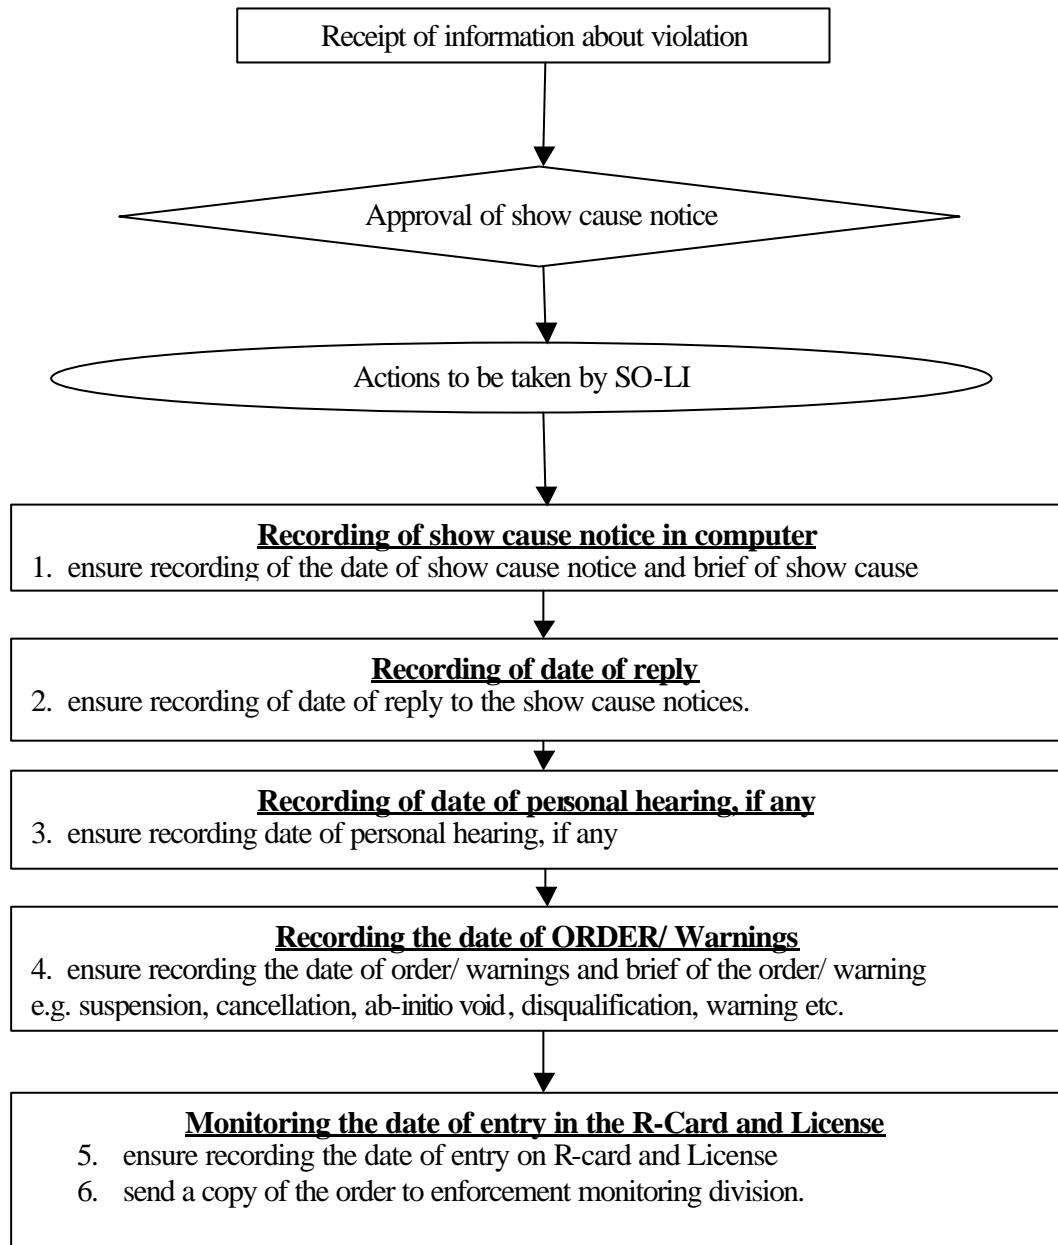 Receipt of information about violation
Approval of show cause notice
Actions to be taken by SO-LI
Recording of show cause notice in computer
1. ensure recording of the date of show cause notice and brief of show cause
Recording of date of reply
2. ensure recording of date of reply to the show cause notices.
Recording of date of personal hearing, if any
3. ensure recording date of personal hearing, if any
Recording the date of ORDER/ Warnings
4. ensure recording the date of order/ warnings and brief of the order/ warning
e.g. suspension, cancellation, ab-initio void, disqualification, warning etc.
Monitoring the date of entry in the R-Card and License
5. ensure recording the date of entry on R-card and License
6. send a copy of the order to enforcement monitoring division.